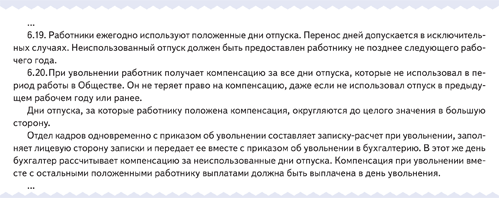 ...
6.19. Работники ежегодно используют положенные дни отпуска. Перенос дней допускается в исключитель-
ных случаях. Неиспользованный отпуск должен быть предоставлен работнику не позднее следующего рабо-
чего года.
6.20.При увольнении работник получает компенсацию за все дни отпуска, которые не использовал в пе-
риод работы в Обществе. Он не теряет право на компенсацию, даже если не использовал отпуск в предыду-
щем рабочем году или ранее.
Дни отпуска, за которые работнику положена компенсация, округляются до целого значения в большую
сторону.
Отдел кадров одновременно с приказом об увольнении составляет записку-расчет при увольнении, запол-
няет лицевую сторону записки и передает ее вместе с приказом об увольнении в бухгалтерию. В этот же день
бухгалтер рассчитывает компенсацию за неиспользованные дни отпуска. Компенсация при увольнении вме-
сте с остальными положенными работнику выплатами должна быть выплачена в день увольнения.
...